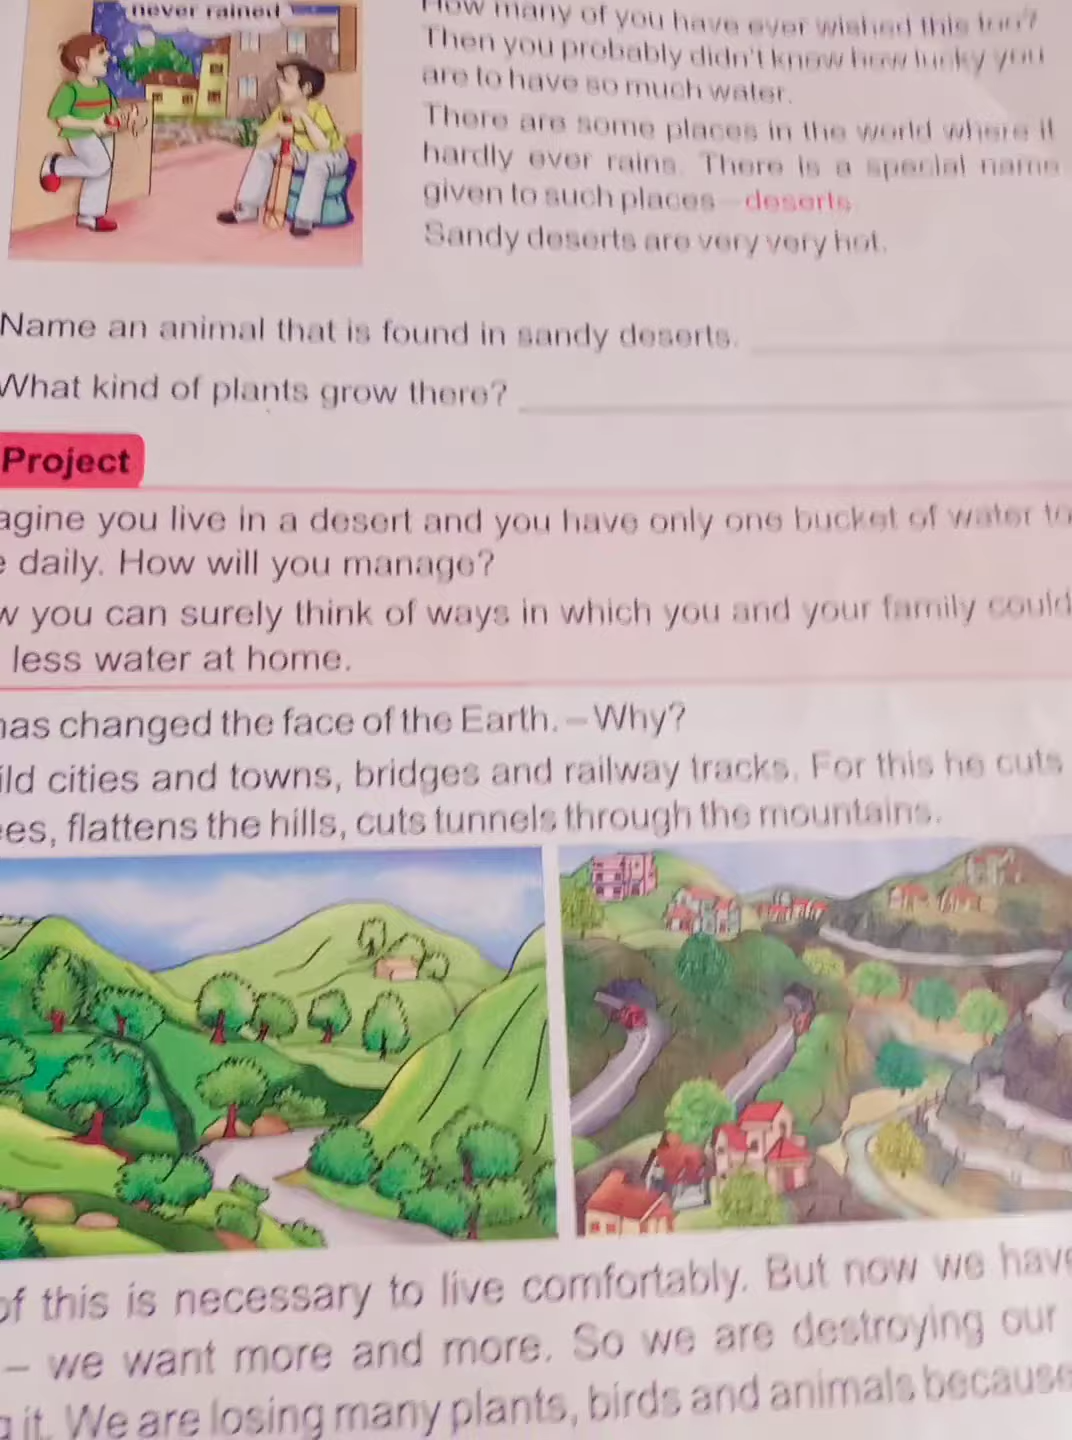 never rained
How many of you have ever wished this too?
Then you probably didn't know how lucky you
are to have so much water.
There are some places in the world where it
hardly ever rains. There is a special name
given to such places – deserts
Sandy deserts are very very hot.
Name an animal that is found in sandy deserts.
What kind of plants grow there?
Project
agine you live in a desert and you have only one bucket of water to
e daily. How will you manage?
w you can surely think of ways in which you and your family could
less water at home.
has changed the face of the Earth. – Why?
ild cities and towns, bridges and railway tracks. For this he cuts
ees, flattens the hills, cuts tunnels through the mountains.
of this is necessary to live comfortably. But now we have
– we want more and more. So we are destroying our
g it. We are losing many plants, birds and animals because